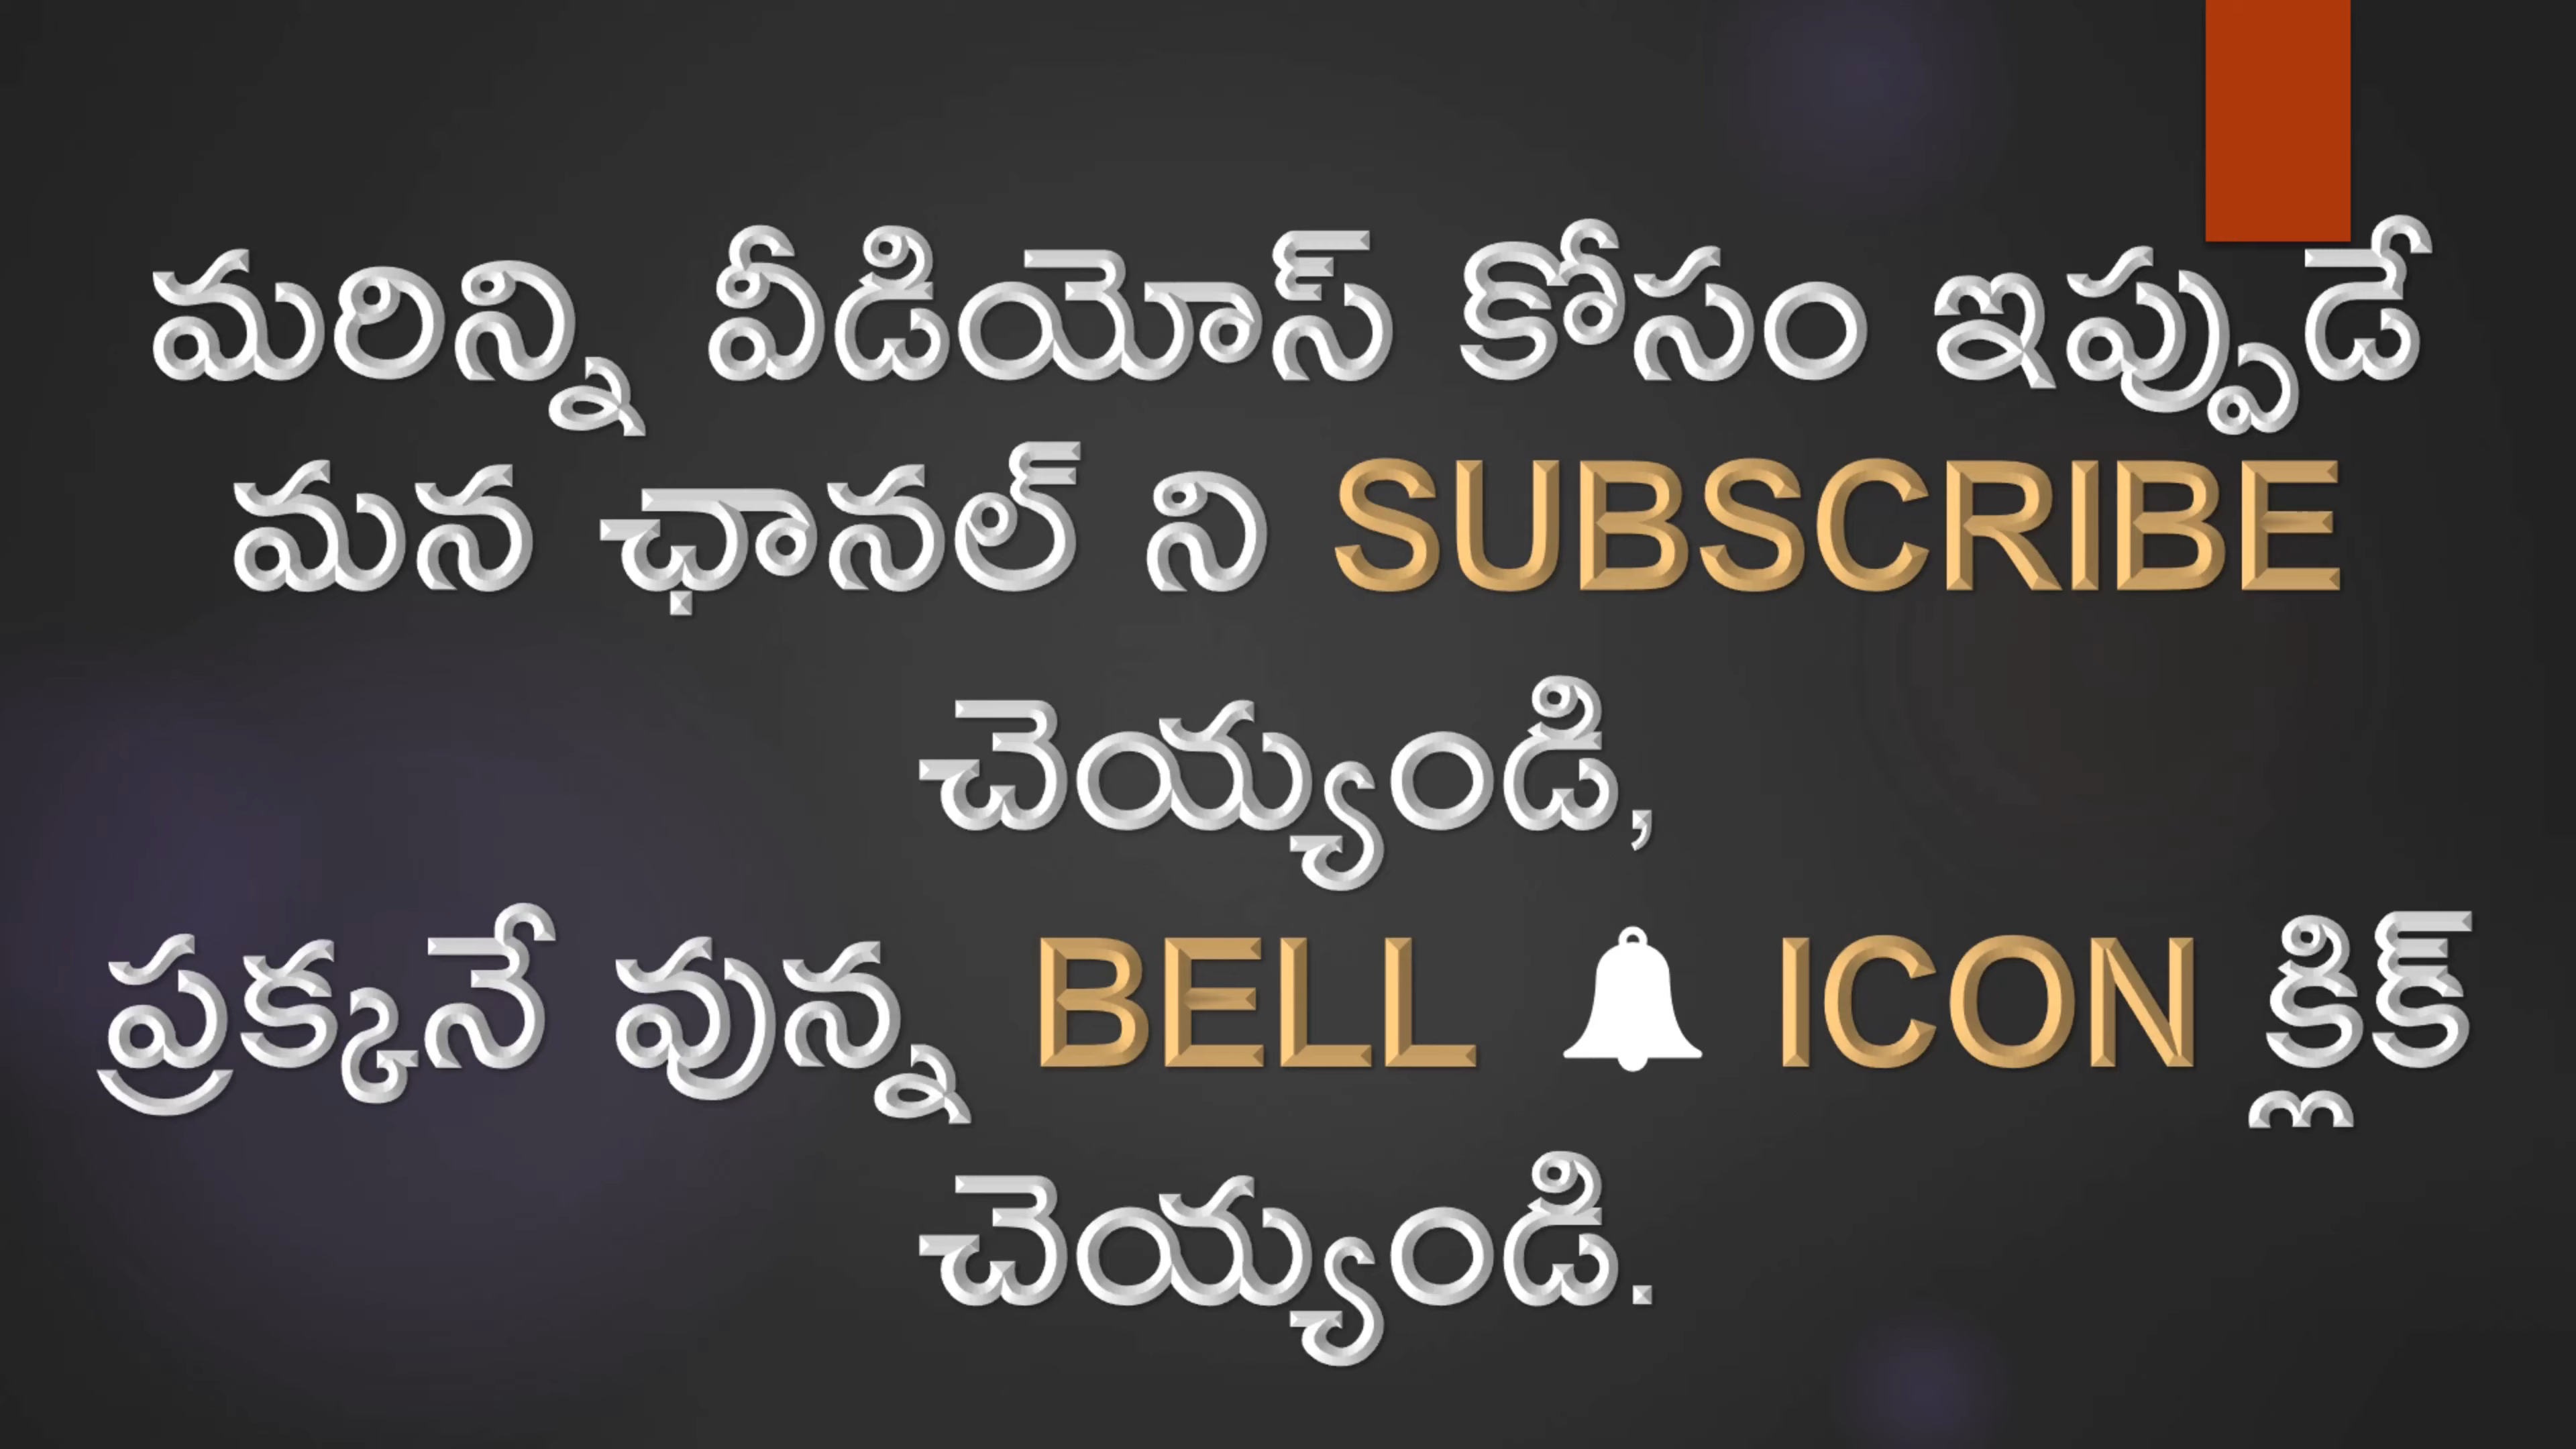 మరిన్ని వీడియోస్ కోసం ఇప్పుడే
మన ఛానల్ ని SUBSCRIBE
చెయ్యండి,
ప్రక్కనే వున్న BELL ICON క్లిక్
చెయ్యండి.